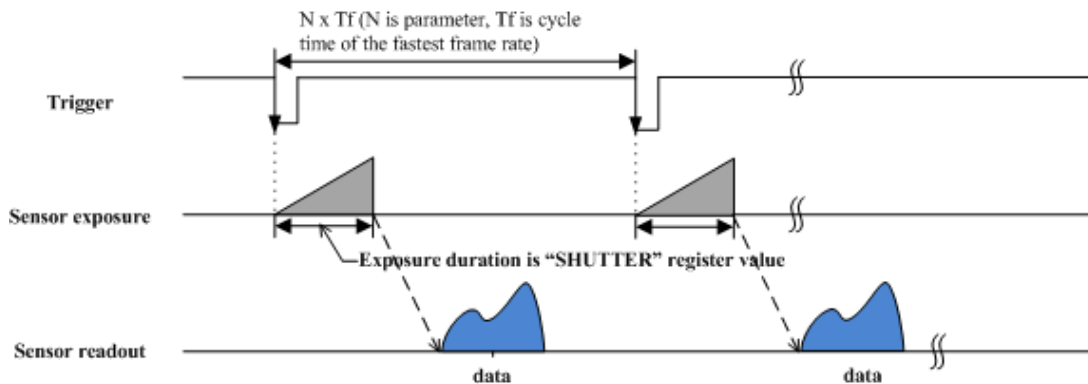 N x Tf (N is parameter, Tf is cycle
time of the fastest frame rate)
Trigger
Sensor exposure
Exposure duration is “SHUTTER” register value
Sensor readout
data
data